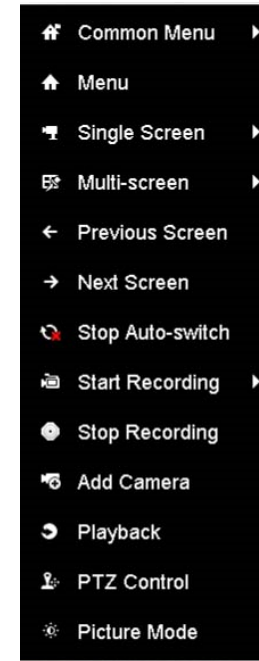 Common Menu
Menu
Single Screen
Multi-screen
Previous Screen
Next Screen
Stop Auto-switch
Start Recording
Stop Recording
Add Camera
Playback
PTZ Control
Picture Mode